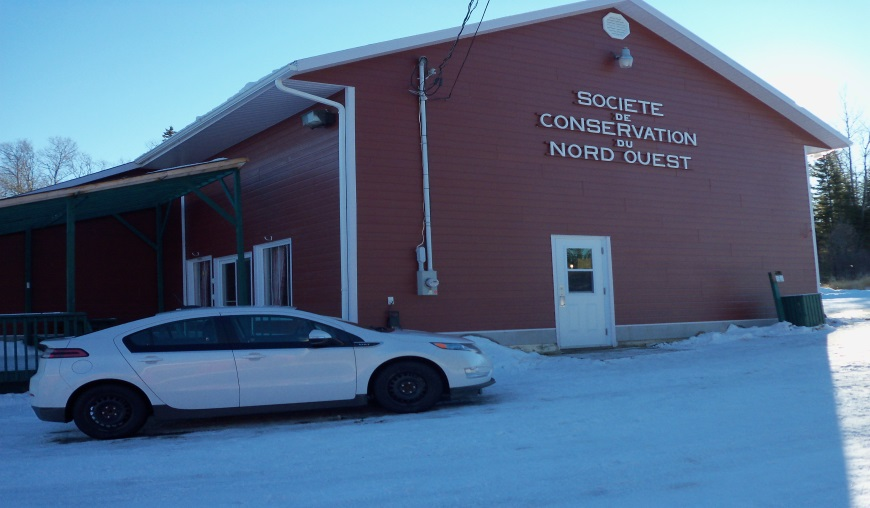 SOCIETE
DE
CONSERVATION
DU
NORD OUEST